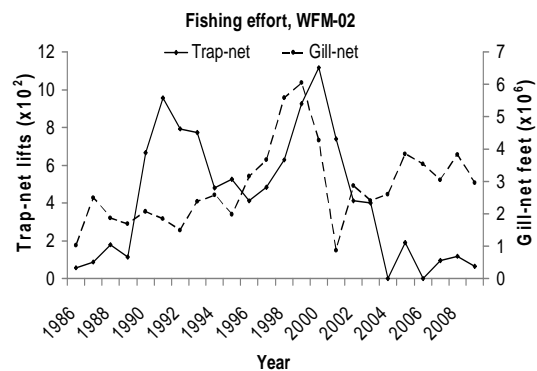 Fishing effort, WFM-02
Trap-net Gill-net
Trap-net lifts (x10²)
12
10
8
6
4
2
0
Gill-net feet (x10⁶)
7
6
5
4
3
2
1
0
1986 1988 1990 1992 1994 1996 1998 2000 2002 2004 2006 2008
Year